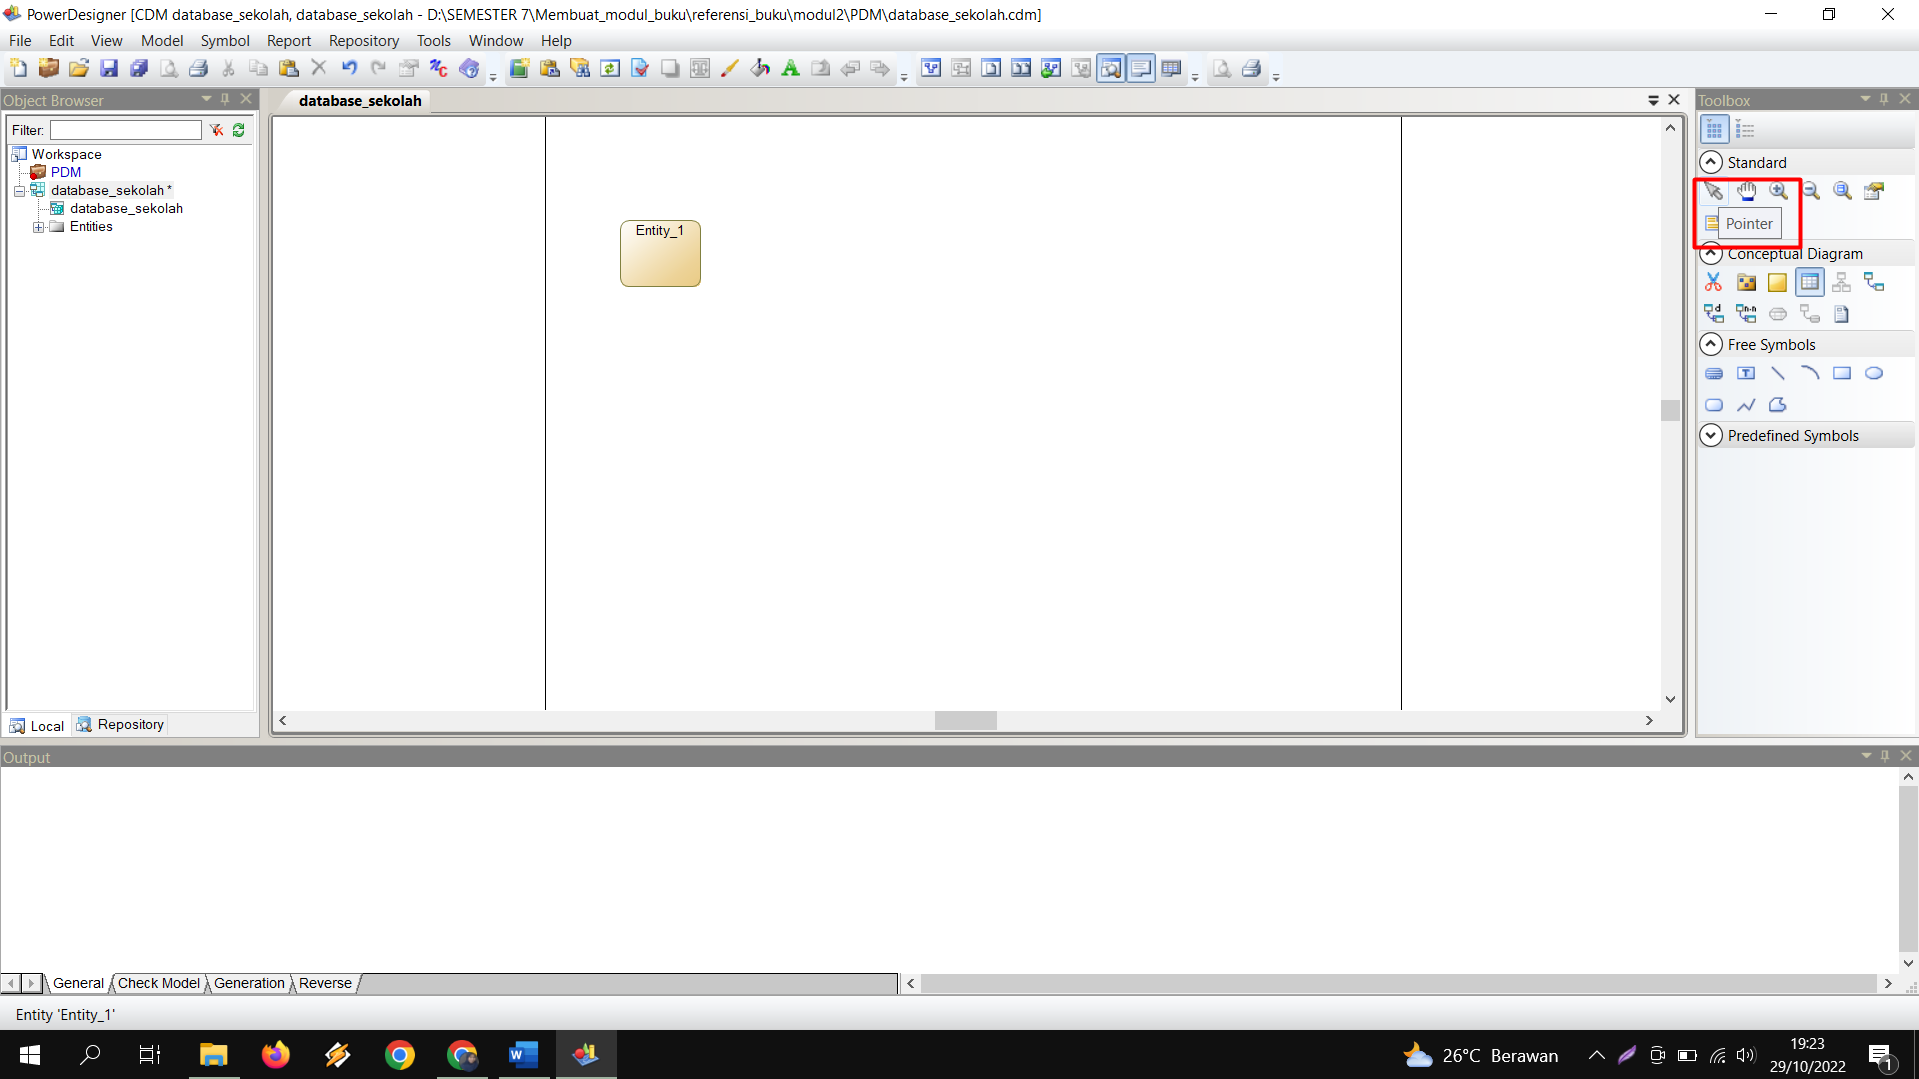 PowerDesigner [CDM database_sekolah, database_sekolah - D:\SEMESTER 7\Membuat_modul_buku\referensi_buku\modul2\PDM\database_sekolah.cdm]
File Edit View Model Symbol Report Repository Tools Window Help
Object Browser
database_sekolah
Toolbox
Filter:
Workspace
PDM
database_sekolah *
database_sekolah
Entities
Entity_1
Standard
Pointer
Conceptual Diagram
Free Symbols
Predefined Symbols
Local Repository
Output
General Check Model Generation Reverse
Entity 'Entity_1'
26°C Berawan
19:23
29/10/2022
1